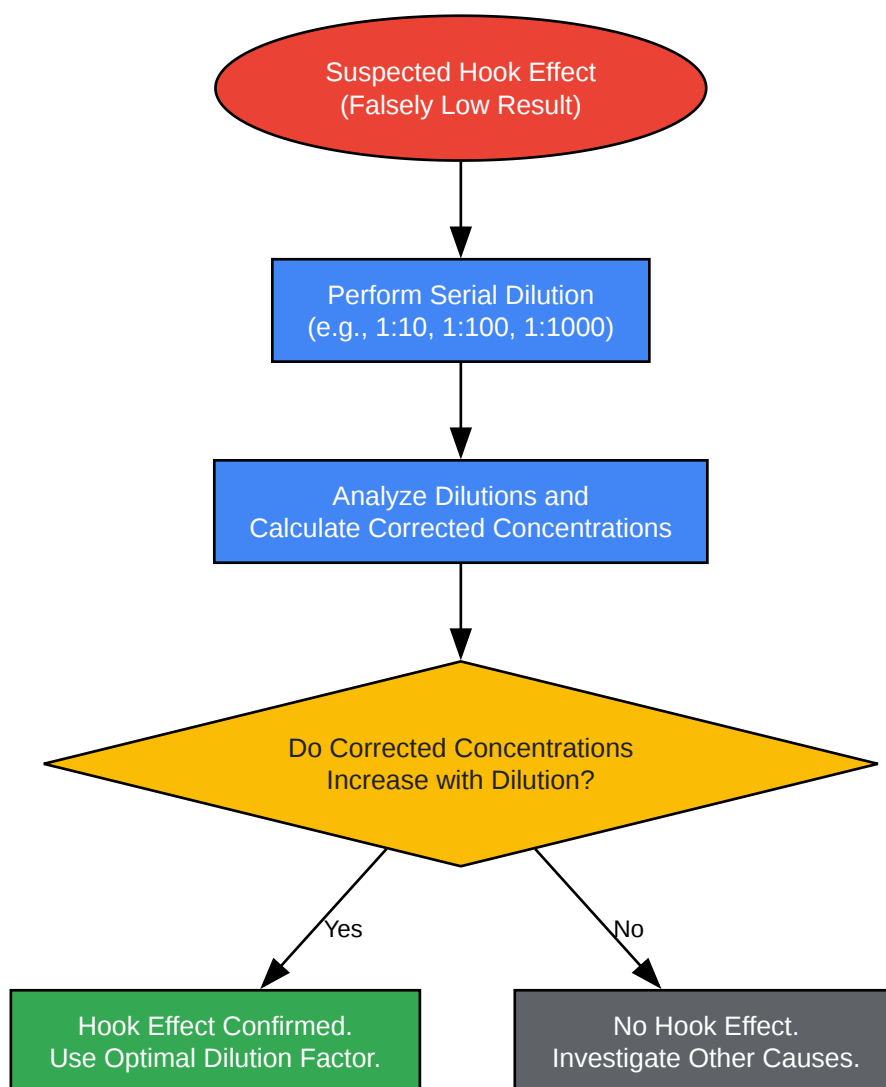 Suspected Hook Effect
(Falsely Low Result)
Perform Serial Dilution
(e.g., 1:10, 1:100, 1:1000)
Analyze Dilutions and
Calculate Corrected Concentrations
Do Corrected Concentrations
Increase with Dilution?
Yes
No
Hook Effect Confirmed.
Use Optimal Dilution Factor.
No Hook Effect.
Investigate Other Causes.